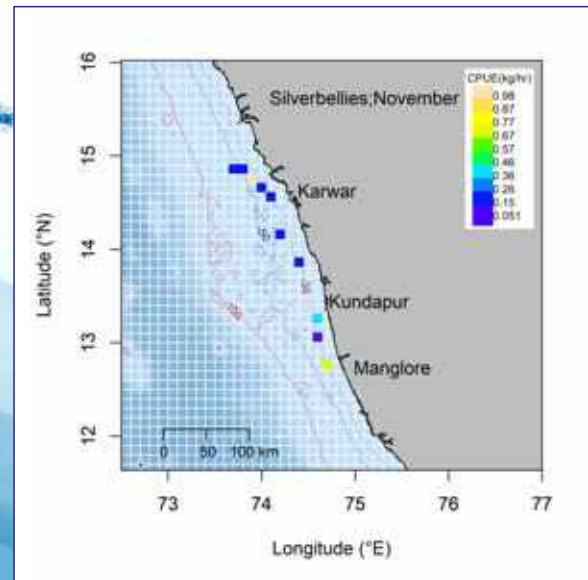 Silverbellies;November
CPUE(kg/hr)
0.98
0.87
0.77
0.67
0.57
0.46
0.36
0.26
0.15
0.051
Karwar
Kundapur
Manglore
16
15
14
13
12
Latitude (°N)
0 50 100 km
73 74 75 76 77
Longitude (°E)